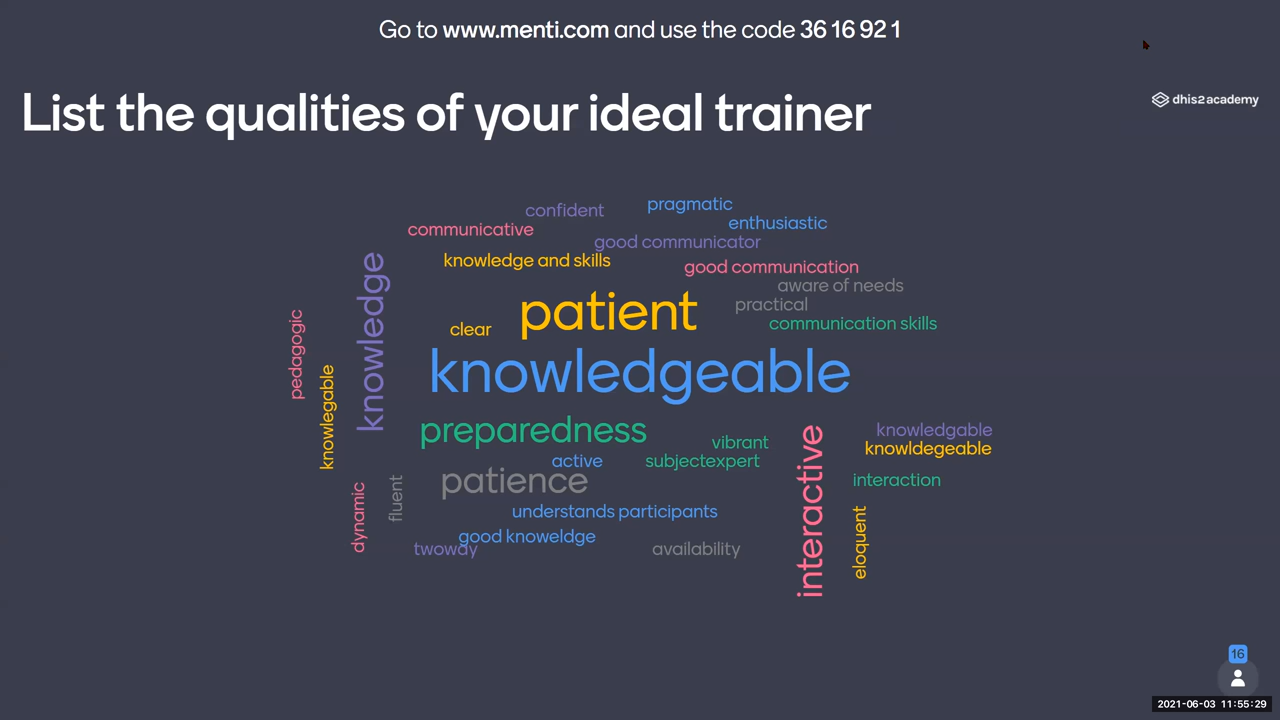 Go to www.menti.com and use the code 36 16 92 1
List the qualities of your ideal trainer
dhis2 academy
confident
pragmatic
enthusiastic
communicative
good communicator
knowledge and skills
good communication
aware of needs
practical
communication skills
patient
clear
knowledge
pedagogic
knowlegable
knowledgeable
preparedness
vibrant
knowledgable
knowldegeable
active
subjectexpert
interaction
patience
interactive
fluent
dynamic
understands participants
eloquent
good knoweldge
twoway
availability
16
2021-06-03 11:55:29